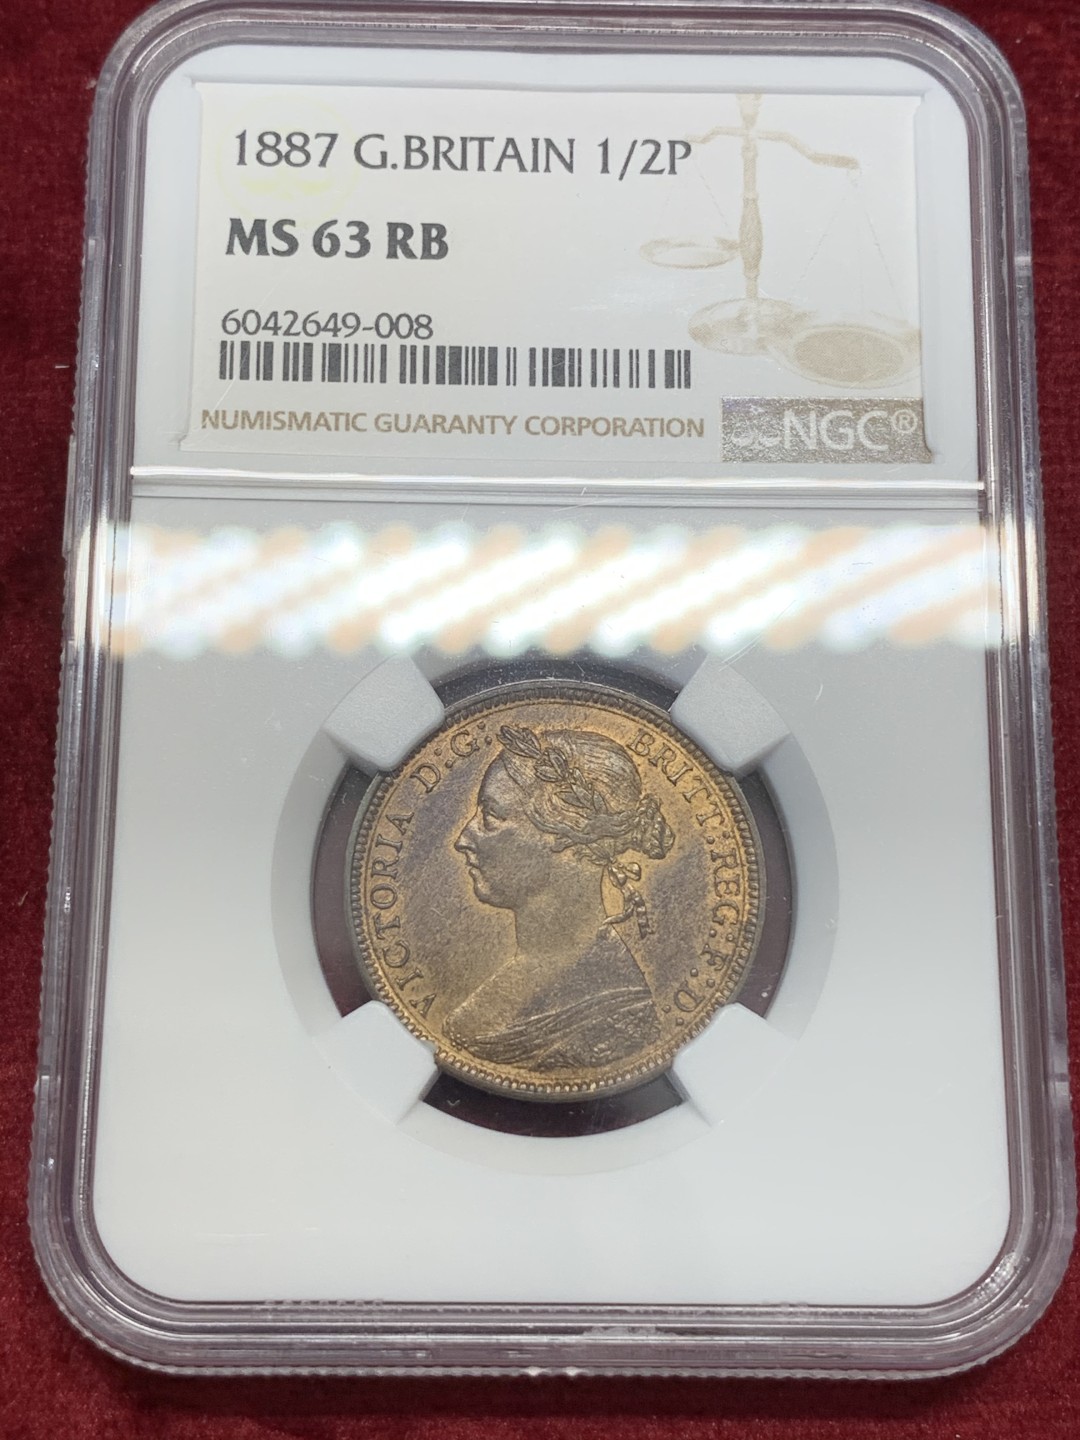 1887 G.BRITAIN 1/2P
MS 63 RB
6042649-008
NUMISMATIC GUARANTY CORPORATION
NGC®
VICTORIA D:G: BRITT:REG:F:D: